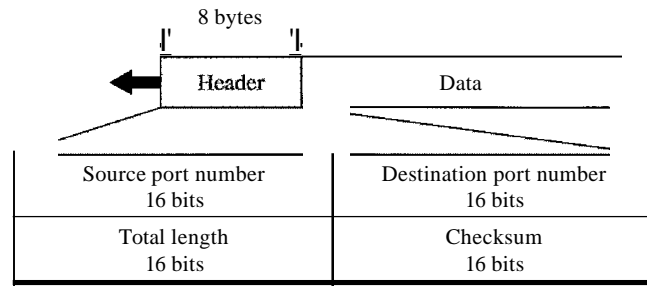 8 bytes
Header
Data
Source port number
16 bits
Destination port number
16 bits
Total length
16 bits
Checksum
16 bits